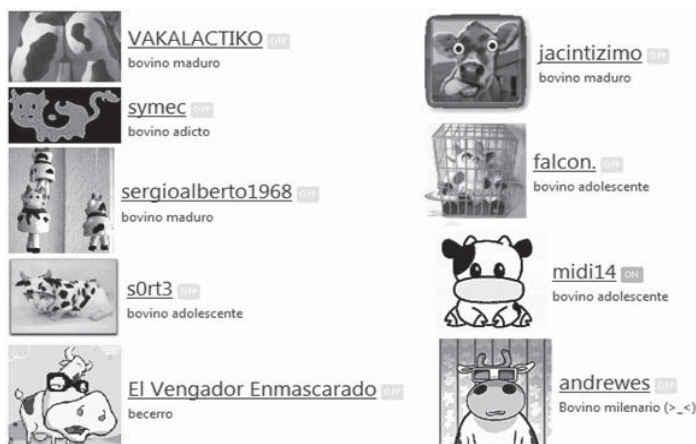 VAKALACTIKO OFF
bovino maduro
symec OFF
bovino adicto
sergioalberto1968 OFF
bovino maduro
s0rt3 OFF
bovino adolescente
El Vengador Enmascarado OFF
becerro
jacintizimo OFF
bovino maduro
falcon. OFF
bovino adolescente
midi14 ON
bovino adolescente
andrewes OFF
Bovino milenario (>_<)